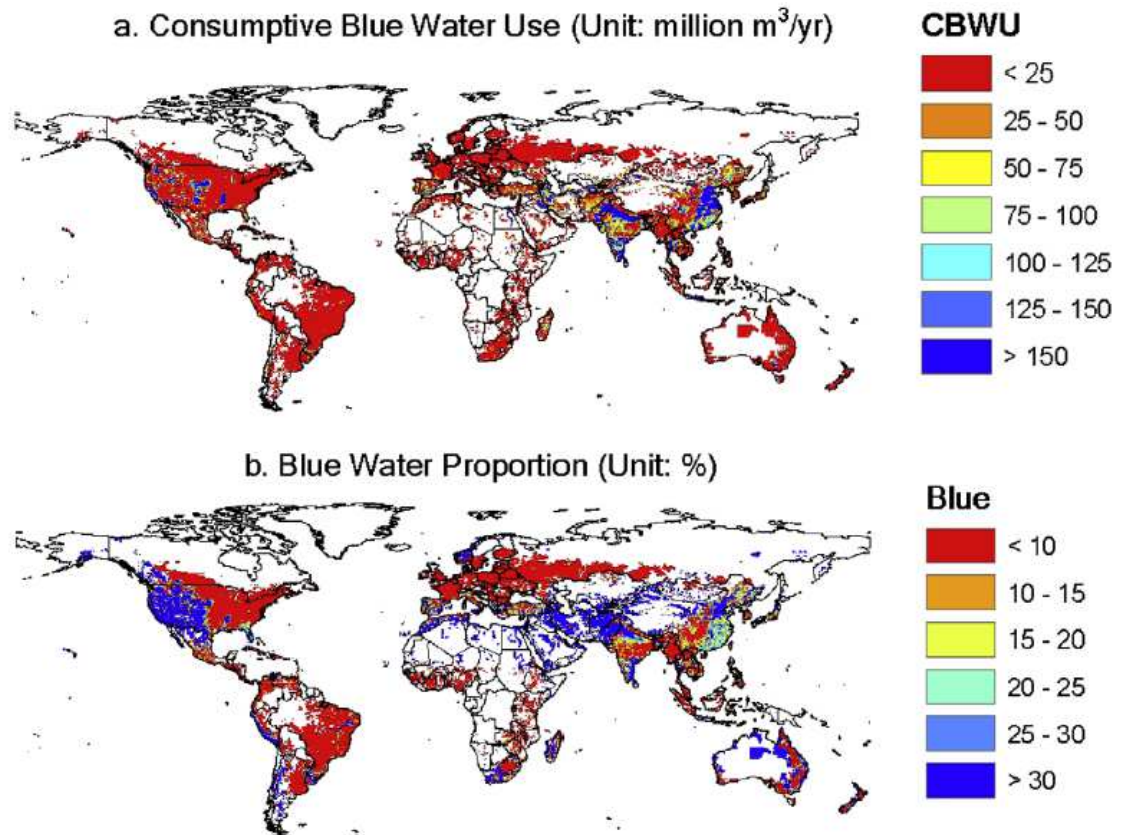 a. Consumptive Blue Water Use (Unit: million m³/yr)
CBWU
< 25
25 - 50
50 - 75
75 - 100
100 - 125
125 - 150
> 150
b. Blue Water Proportion (Unit: %)
Blue
< 10
10 - 15
15 - 20
20 - 25
25 - 30
> 30